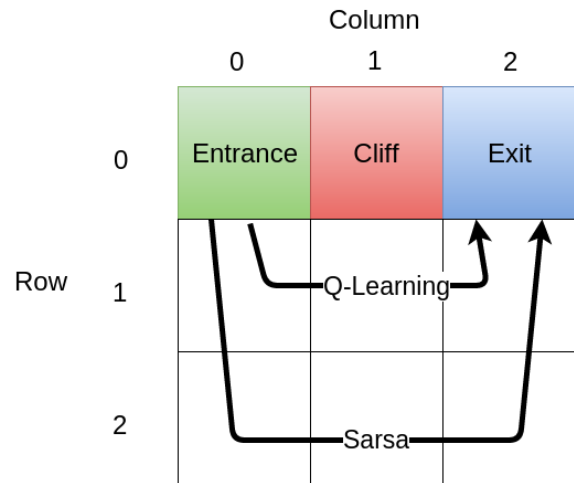 Column
0 1 2
0 Entrance Cliff Exit
Row 1 Q-Learning
2 Sarsa